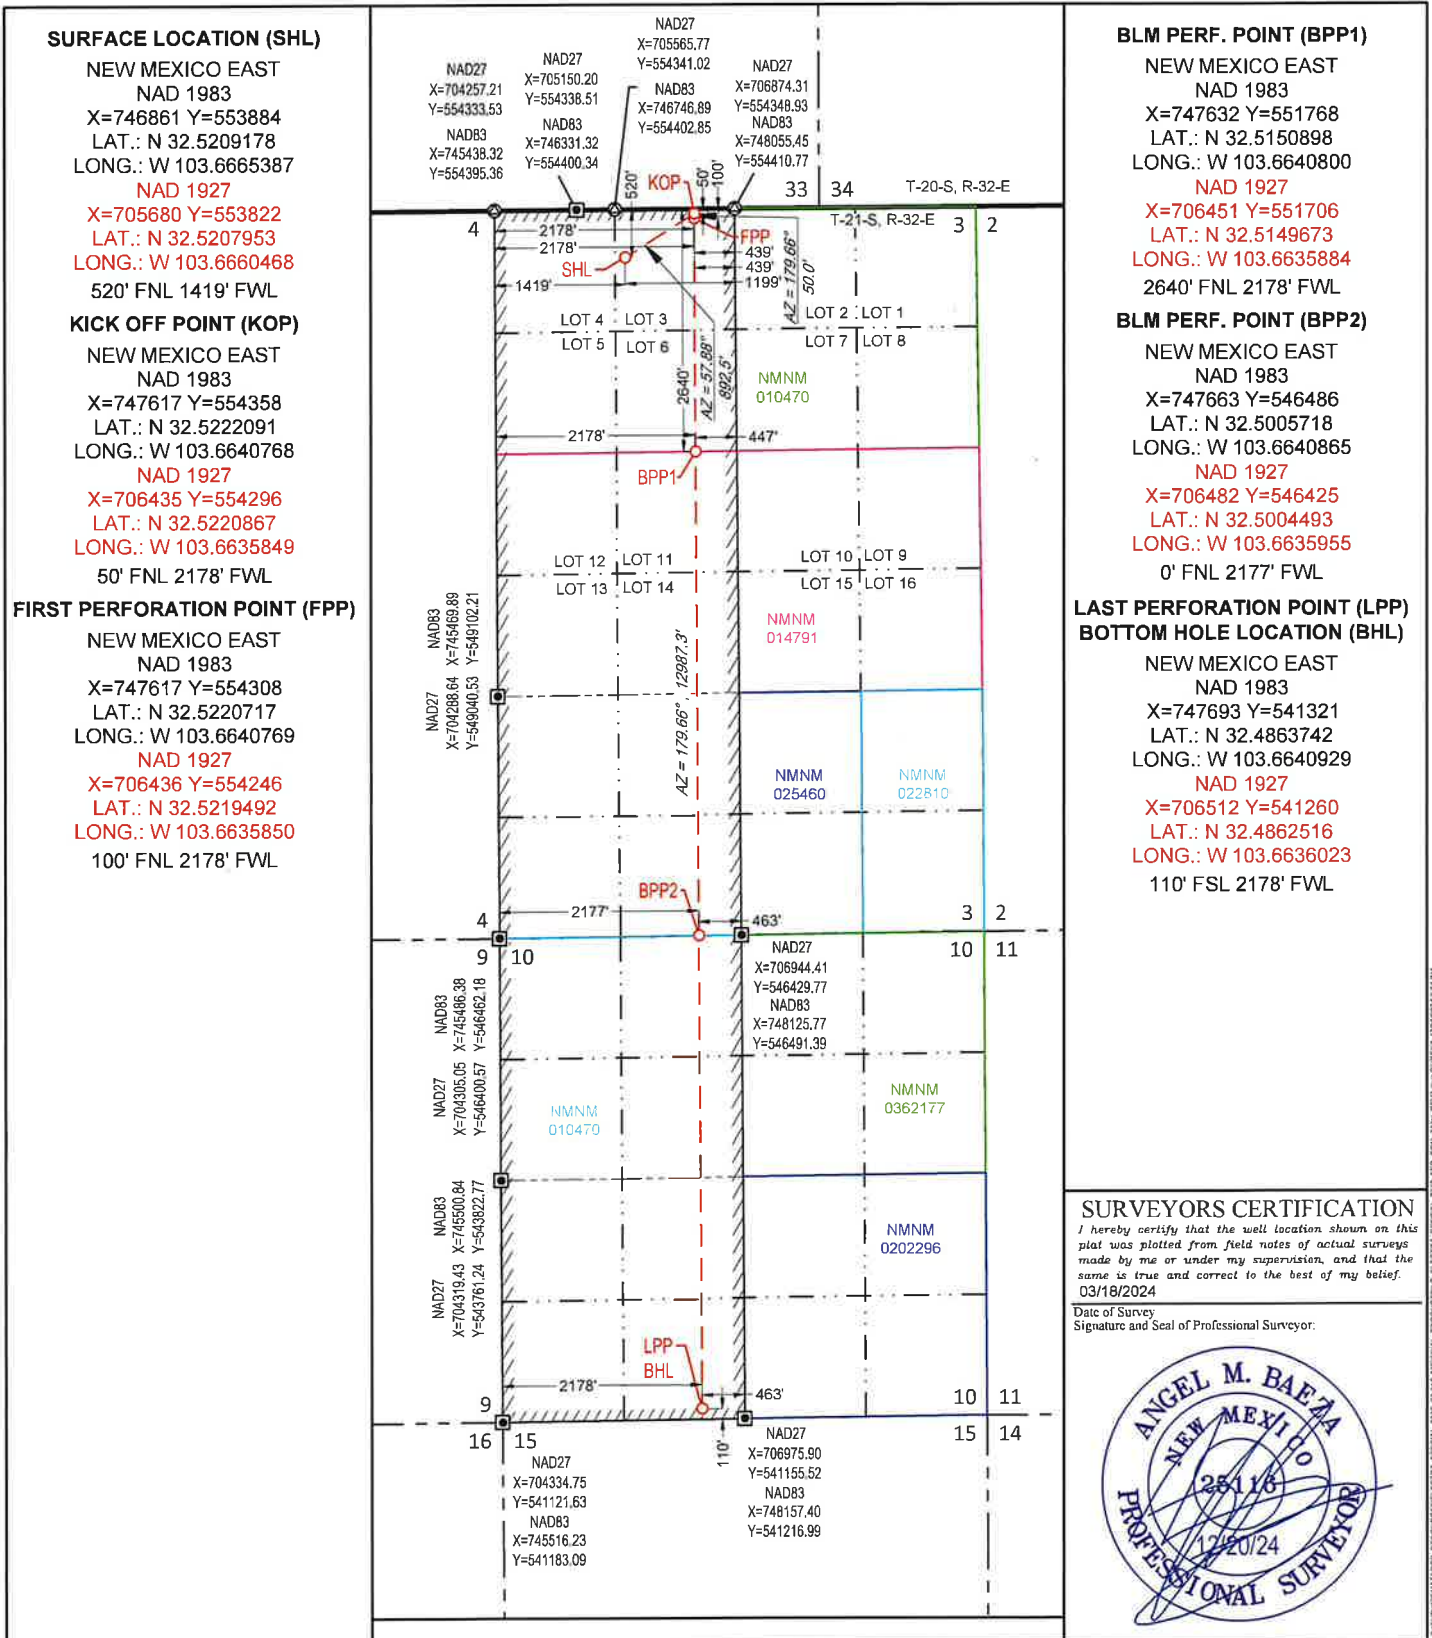 SURFACE LOCATION (SHL)
NEW MEXICO EAST
NAD 1983
X=746861 Y=553884
LAT.: N 32.5209178
LONG.: W 103.6665387
NAD 1927
X=705680 Y=553822
LAT.: N 32.5207953
LONG.: W 103.6660468
520' FNL 1419' FWL
KICK OFF POINT (KOP)
NEW MEXICO EAST
NAD 1983
X=747617 Y=554358
LAT.: N 32.5222091
LONG.: W 103.6640768
NAD 1927
X=706435 Y=554296
LAT.: N 32.5220867
LONG.: W 103.6635849
50' FNL 2178' FWL
FIRST PERFORATION POINT (FPP)
NEW MEXICO EAST
NAD 1983
X=747617 Y=554308
LAT.: N 32.5220717
LONG.: W 103.6640769
NAD 1927
X=706436 Y=554246
LAT.: N 32.5219492
LONG.: W 103.6635850
100' FNL 2178' FWL
NAD27
X=704257.21
Y=554333.53
NAD83
X=745438.32
Y=554395.36
NAD27
X=705150.20
Y=554338.51
NAD83
X=746331.32
Y=554400.34
NAD27
X=705565.77
Y=554341.02
NAD83
X=746746.89
Y=554402.85
NAD27
X=706874.31
Y=554348.93
NAD83
X=748055.45
Y=554410.77
520'
KOP
50'
100'
33 34
T-20-S, R-32-E
T-21-S, R-32-E
4
3 2
2178'
2178'
FPP
439'
439'
SHL
1419'
1199'
AZ = 179.66°
50.0'
LOT 4 LOT 3
LOT 5 LOT 6
LOT 2 LOT 1
LOT 7 LOT 8
2640'
AZ = 57.88°
892.5'
NMNM
010470
2178'
447'
BPP1
LOT 12 LOT 11
LOT 13 LOT 14
LOT 10 LOT 9
LOT 15 LOT 16
NMNM
014791
NAD83
X=745469.89
Y=549102.21
NAD27
X=704288.64
Y=549040.53
AZ = 179.66°, 12987.3'
NMNM
025460
NMNM
022810
BPP2
2177'
463'
4
9 10
3 2
10 11
NAD27
X=706944.41
Y=546429.77
NAD83
X=748125.77
Y=546491.39
NAD83
X=745486.38
Y=546462.18
NAD27
X=704305.05
Y=546400.57
NMNM
010470
NMNM
0362177
NAD83
X=745500.84
Y=543822.77
NAD27
X=704319.43
Y=543761.24
NMNM
0202296
LPP
BHL
2178'
463'
9
16 15
10 11
15 14
110'
NAD27
X=704334.75
Y=541121.63
NAD83
X=745516.23
Y=541183.09
NAD27
X=706975.90
Y=541155.52
NAD83
X=748157.40
Y=541216.99
BLM PERF. POINT (BPP1)
NEW MEXICO EAST
NAD 1983
X=747632 Y=551768
LAT.: N 32.5150898
LONG.: W 103.6640800
NAD 1927
X=706451 Y=551706
LAT.: N 32.5149673
LONG.: W 103.6635884
2640' FNL 2178' FWL
BLM PERF. POINT (BPP2)
NEW MEXICO EAST
NAD 1983
X=747663 Y=546486
LAT.: N 32.5005718
LONG.: W 103.6640865
NAD 1927
X=706482 Y=546425
LAT.: N 32.5004493
LONG.: W 103.6635955
0' FNL 2177' FWL
LAST PERFORATION POINT (LPP)
BOTTOM HOLE LOCATION (BHL)
NEW MEXICO EAST
NAD 1983
X=747693 Y=541321
LAT.: N 32.4863742
LONG.: W 103.6640929
NAD 1927
X=706512 Y=541260
LAT.: N 32.4862516
LONG.: W 103.6636023
110' FSL 2178' FWL
SURVEYORS CERTIFICATION
I hereby certify that the well location shown on this
plat was plotted from field notes of actual surveys
made by me or under my supervision, and that the
same is true and correct to the best of my belief.
03/18/2024
Date of Survey
Signature and Seal of Professional Surveyor:
ANGEL M. BAEZA
NEW MEXICO
25116
12/20/24
PROFESSIONAL SURVEYOR